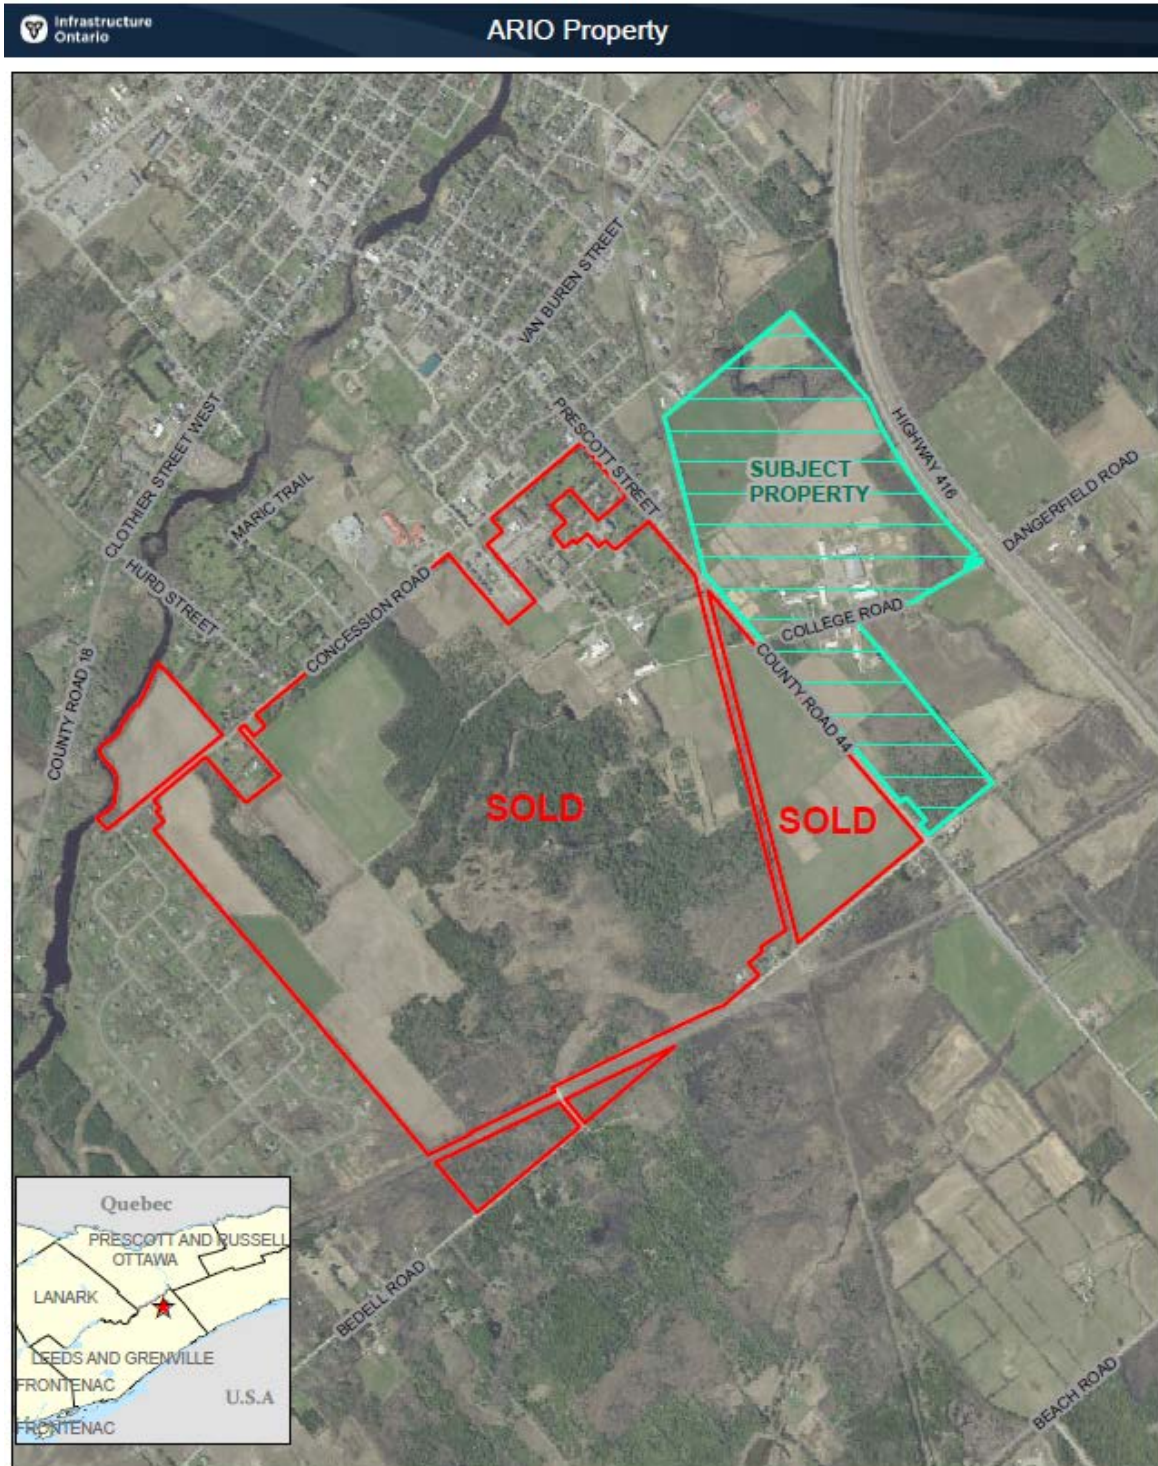 Infrastructure
Ontario
ARIO Property
VAN BUREN STREET
PRESCOTT STREET
HIGHWAY 416
CLOTHIER STREET WEST
MARIC TRAIL
SUBJECT
PROPERTY
DANGERFIELD ROAD
HURD STREET
CONCESSION ROAD
COLLEGE ROAD
COUNTY ROAD 18
COUNTY ROAD 44
SOLD
SOLD
BEDELL ROAD
BEACH ROAD
Quebec
PRESCOTT AND RUSSELL
OTTAWA
LANARK
LEEDS AND GRENVILLE
FRONTENAC
U.S.A
FRONTENAC